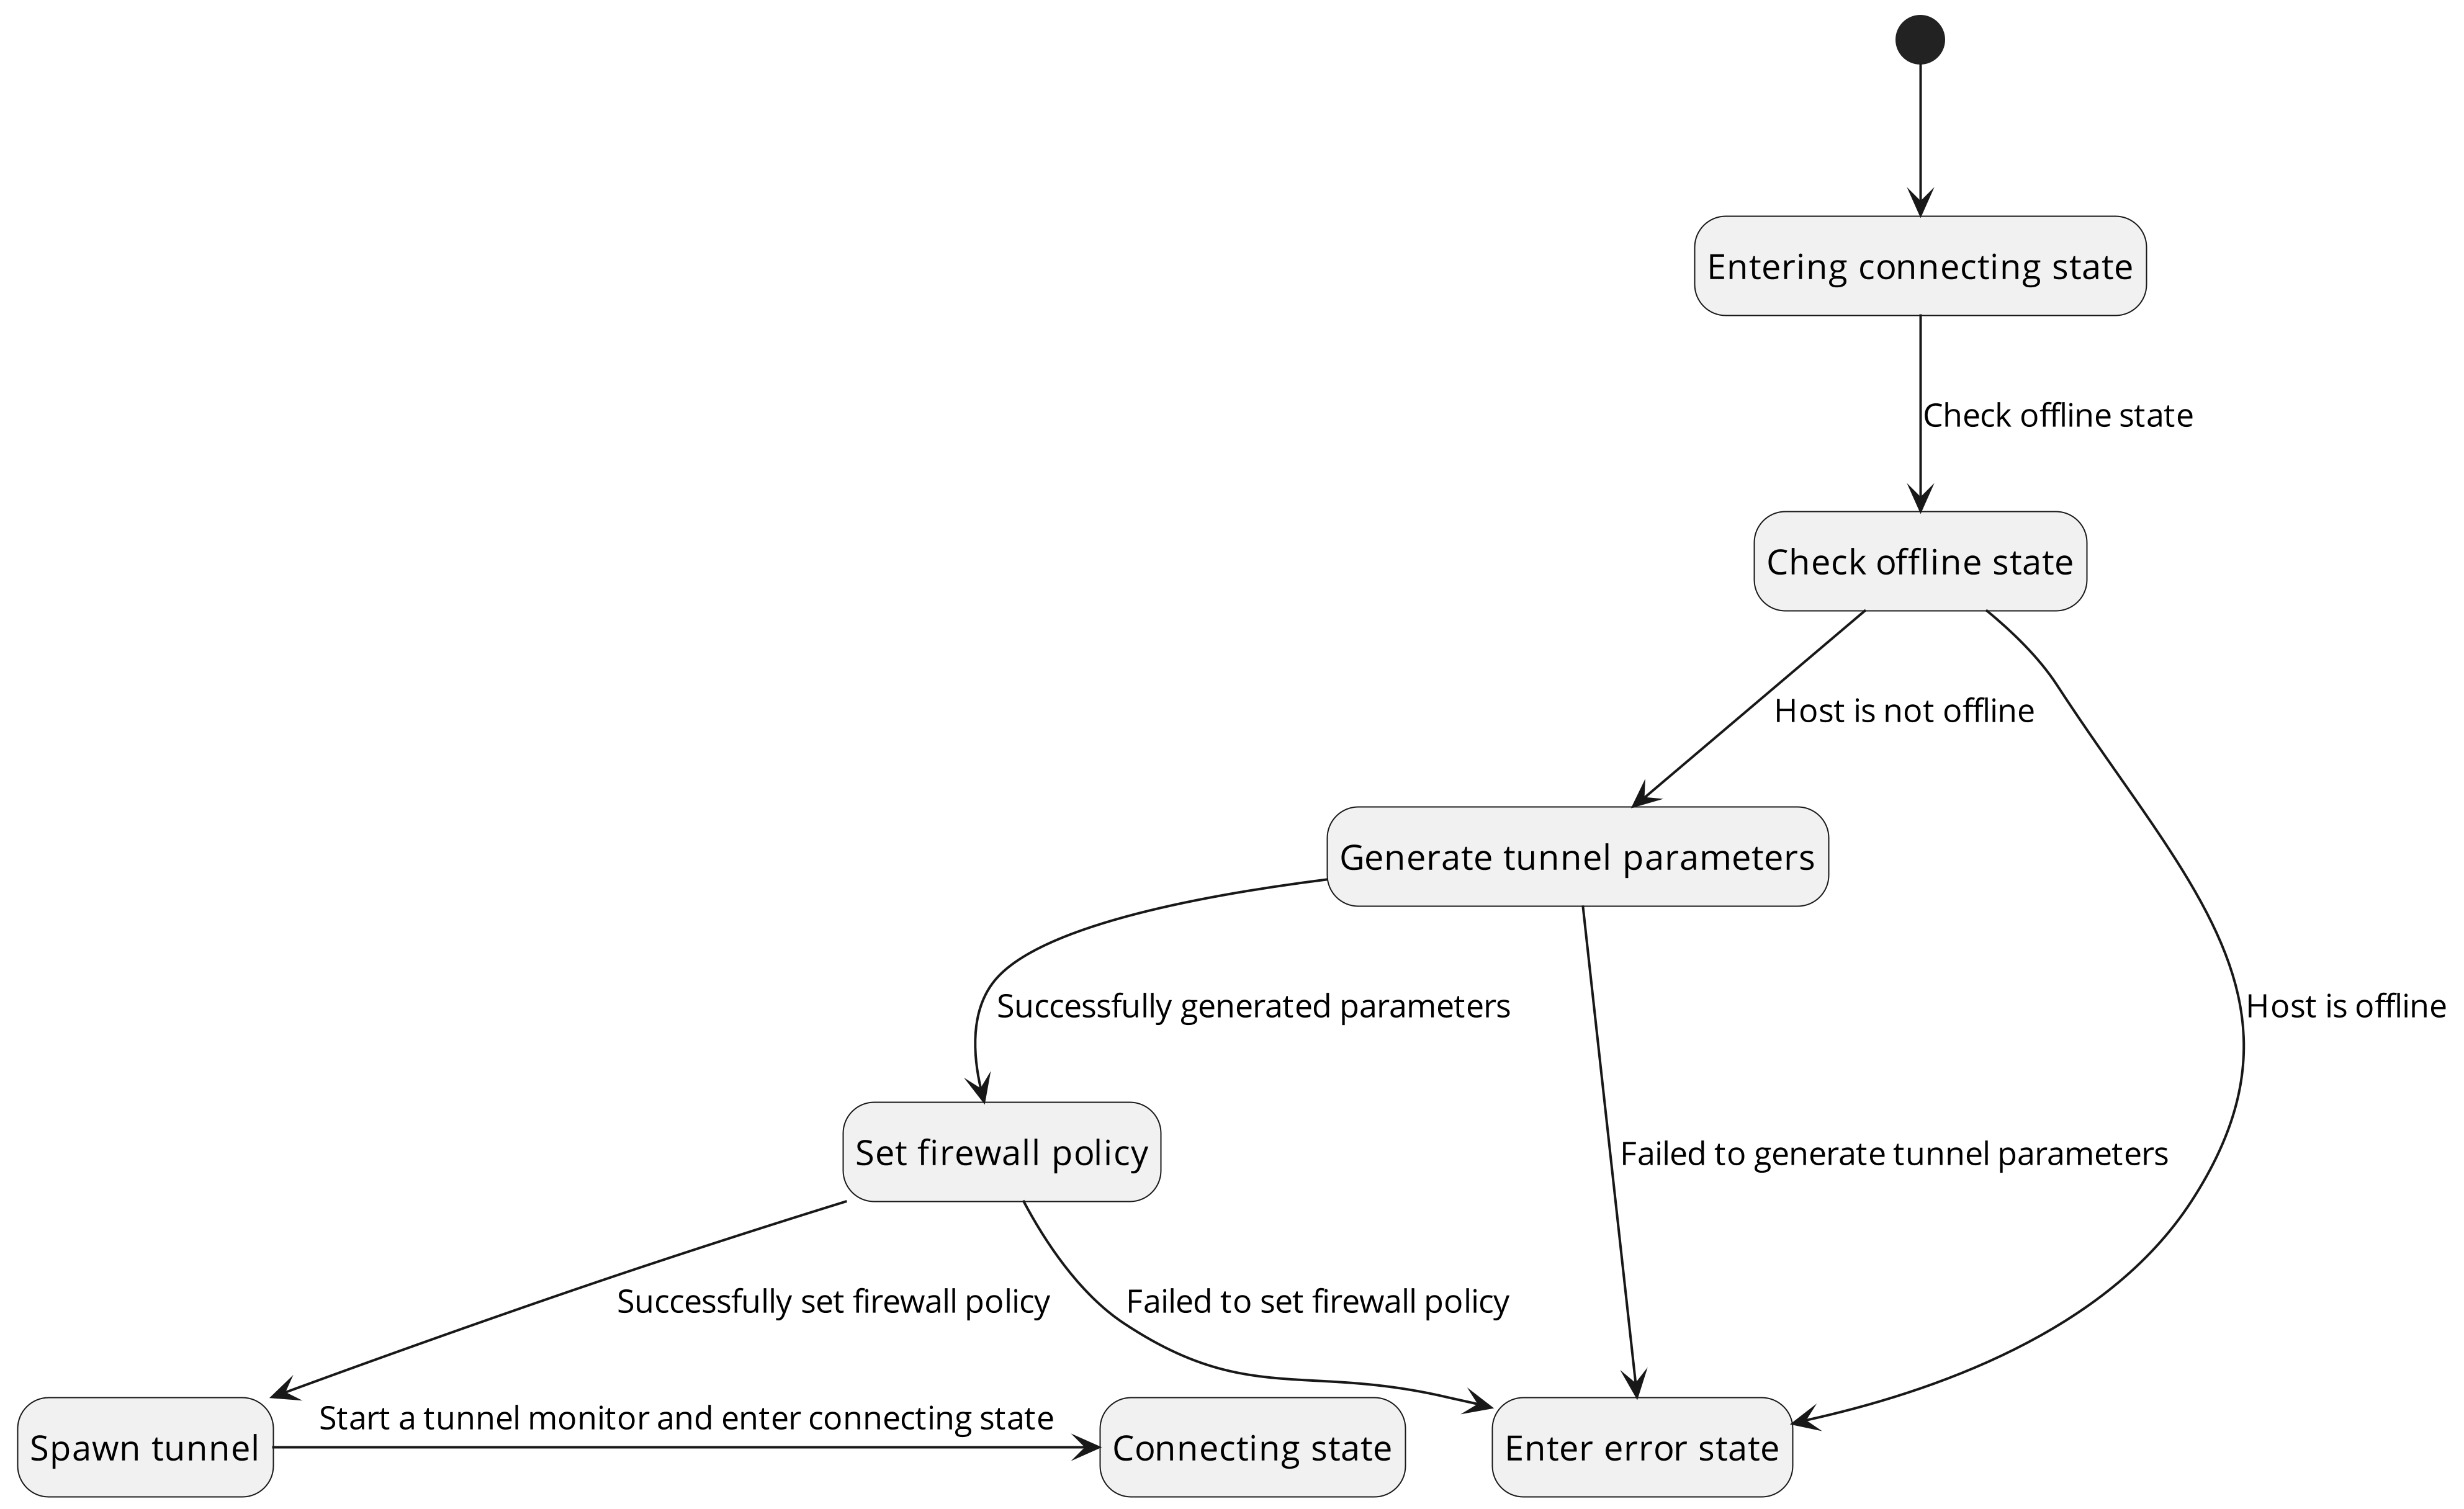 Entering connecting state
Check offline state
Check offline state
Host is not offline
Generate tunnel parameters
Successfully generated parameters
Host is offline
Set firewall policy
Failed to generate tunnel parameters
Successfully set firewall policy
Failed to set firewall policy
Start a tunnel monitor and enter connecting state
Spawn tunnel
Connecting state
Enter error state